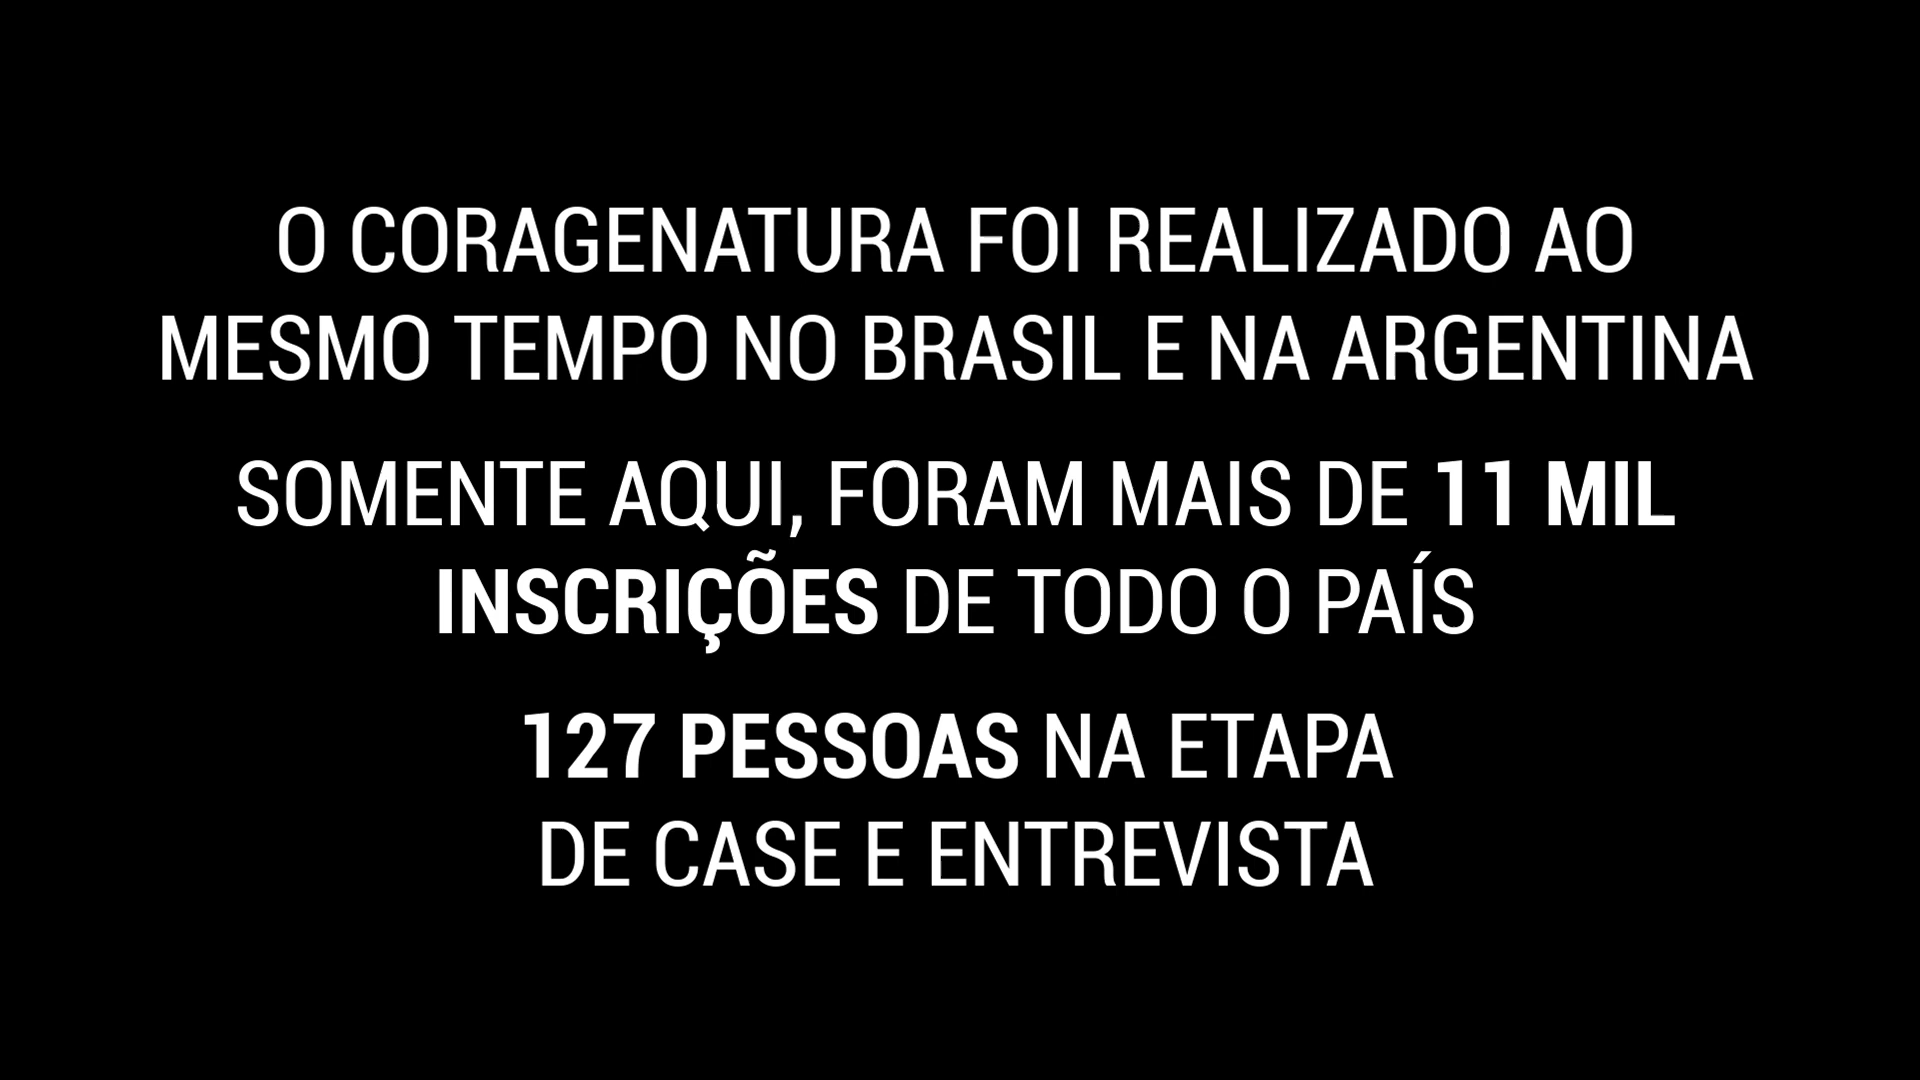 O CORAGENATURA FOI REALIZADO AO
MESMO TEMPO NO BRASIL E NA ARGENTINA
SOMENTE AQUI, FORAM MAIS DE 11 MIL
INSCRIÇÕES DE TODO O PAÍS
127 PESSOAS NA ETAPA
DE CASE E ENTREVISTA